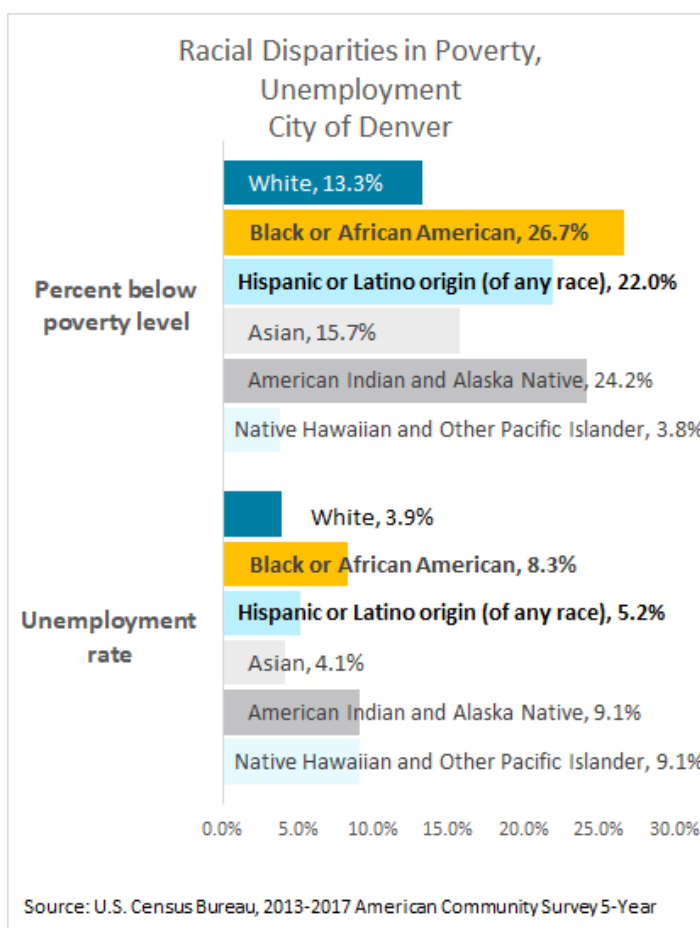 Racial Disparities in Poverty,
Unemployment
City of Denver
Percent below
poverty level
White, 13.3%
Black or African American, 26.7%
Hispanic or Latino origin (of any race), 22.0%
Asian, 15.7%
American Indian and Alaska Native, 24.2%
Native Hawaiian and Other Pacific Islander, 3.8%
Unemployment
rate
White, 3.9%
Black or African American, 8.3%
Hispanic or Latino origin (of any race), 5.2%
Asian, 4.1%
American Indian and Alaska Native, 9.1%
Native Hawaiian and Other Pacific Islander, 9.1%
0.0% 5.0% 10.0% 15.0% 20.0% 25.0% 30.0%
Source: U.S. Census Bureau, 2013-2017 American Community Survey 5-Year